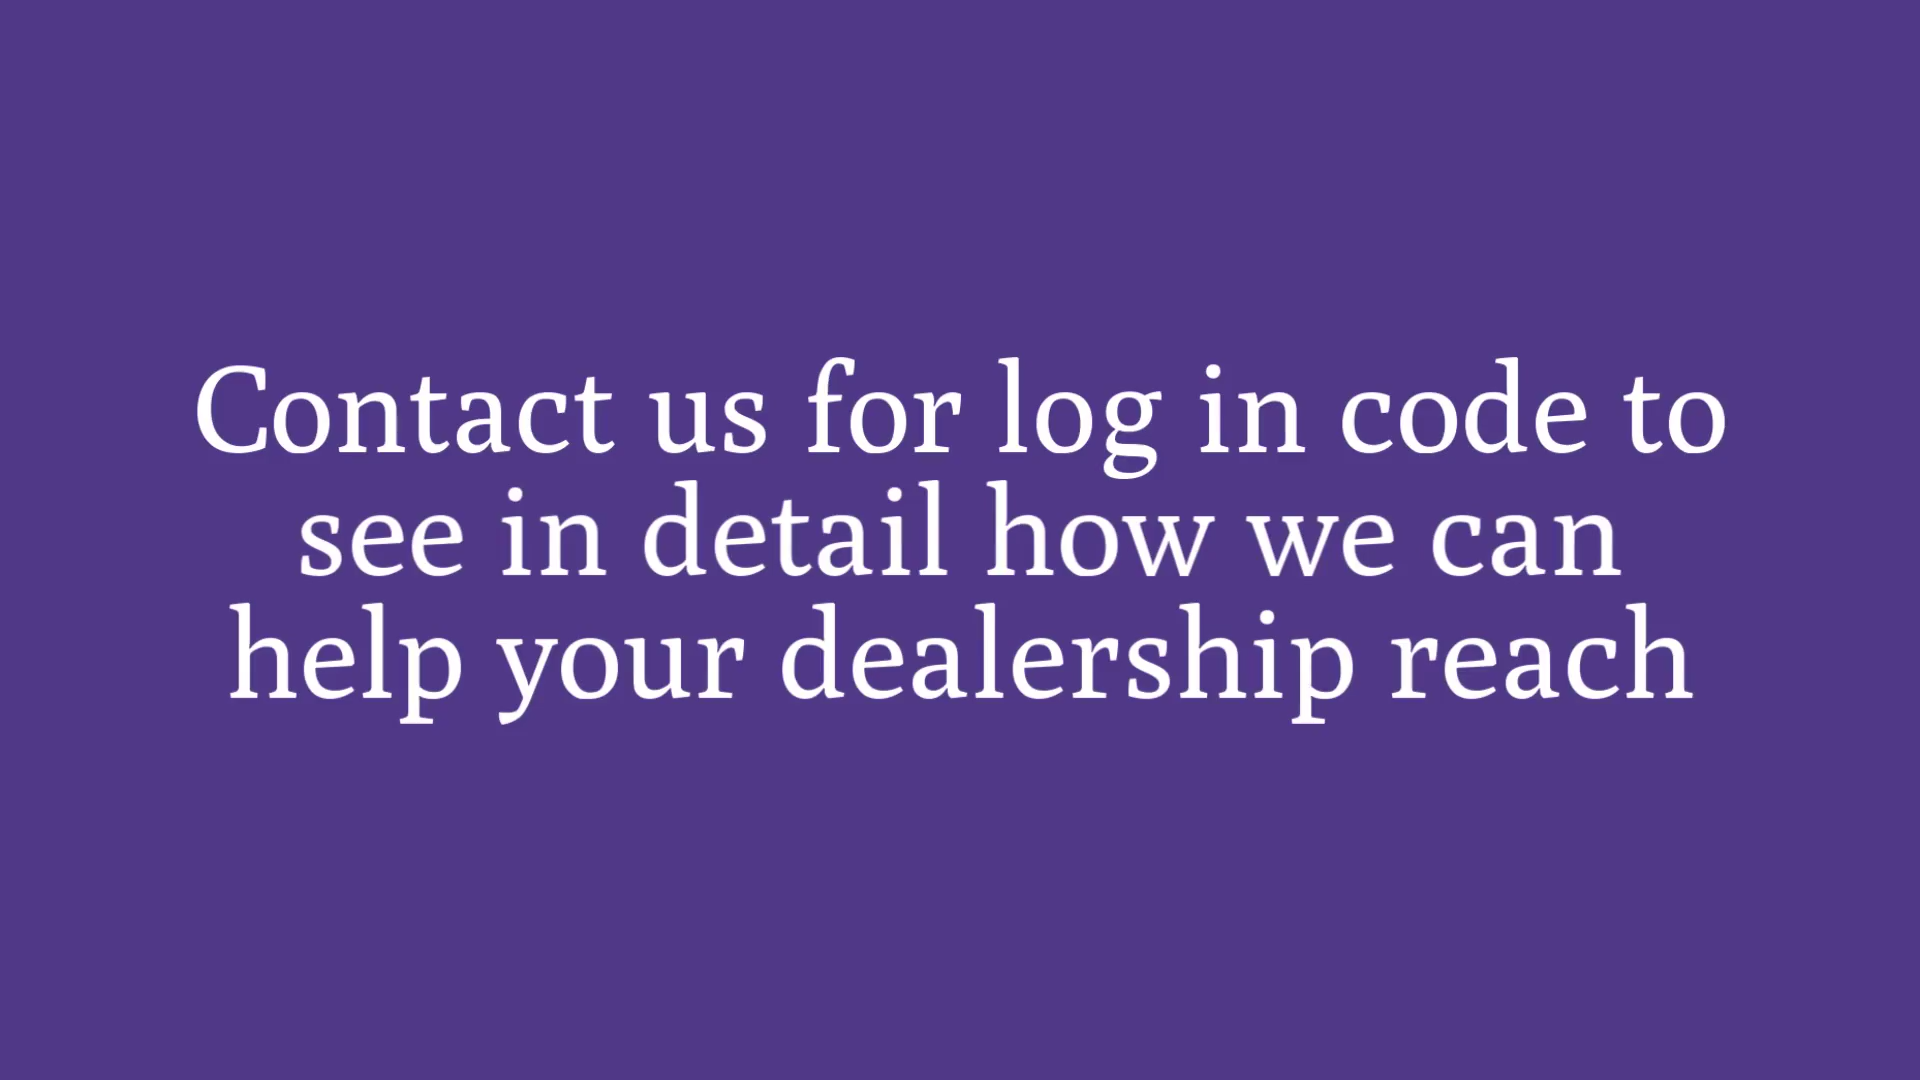 Contact us for log in code to
see in detail how we can
help your dealership reach